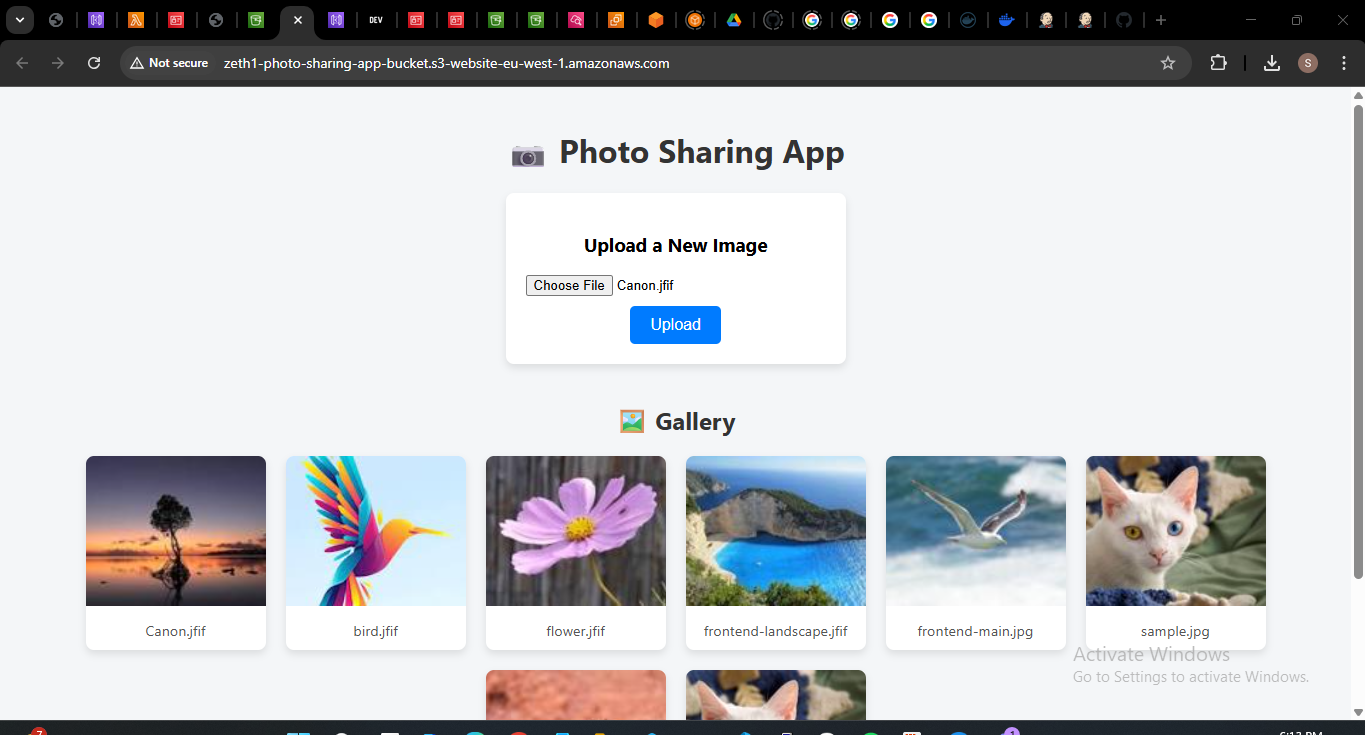 DEV
Not secure
zeth1-photo-sharing-app-bucket.s3-website-eu-west-1.amazonaws.com
S
Photo Sharing App
Upload a New Image
Choose File Canon.jfif
Upload
Gallery
Canon.jfif
bird.jfif
flower.jfif
frontend-landscape.jfif
frontend-main.jpg
sample.jpg
Activate Windows
Go to Settings to activate Windows.
7
1